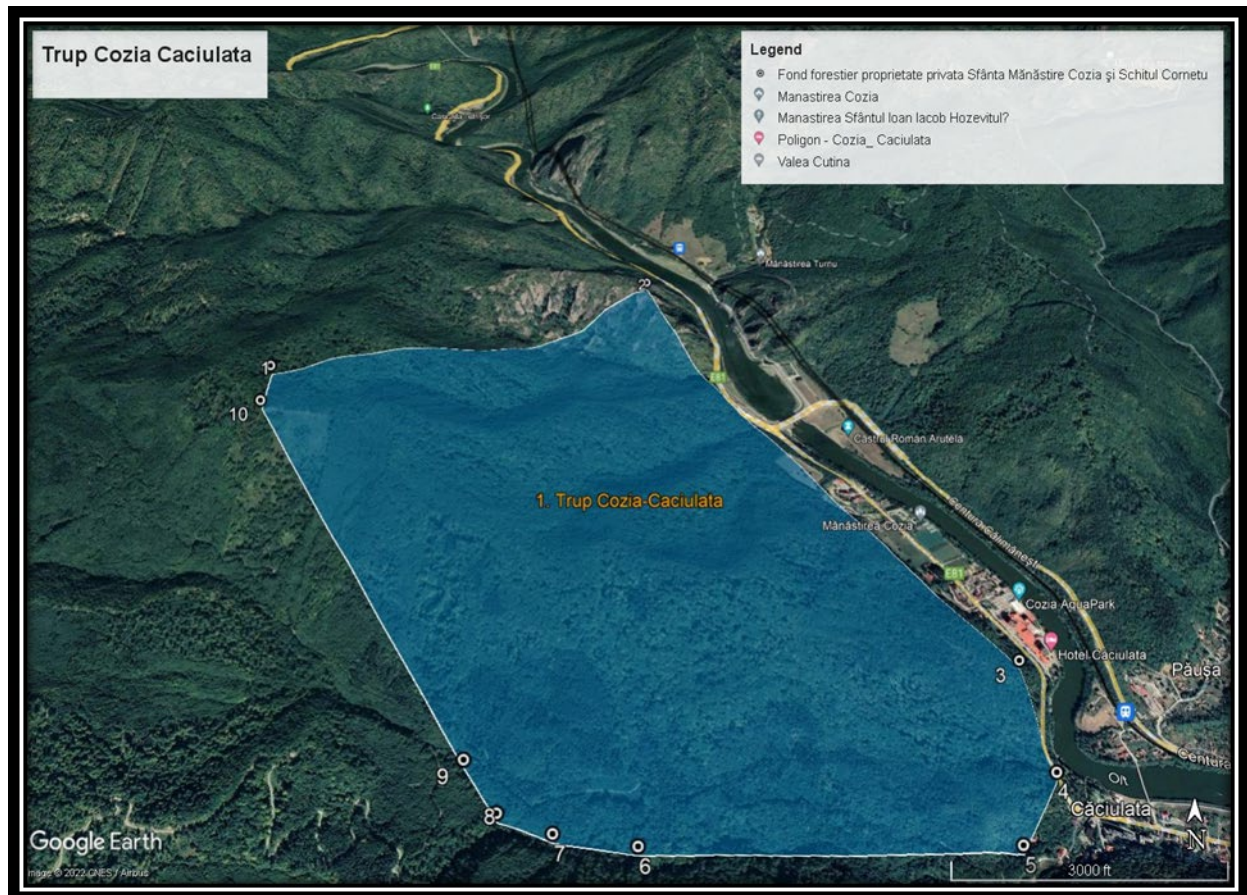 Trup Cozia Caciulata
Legend
Fond forestier proprietate privata Sfânta Mănăstire Cozia şi Schitul Cornetu
Manastirea Cozia
Manastirea Sfântul Ioan Iacob Hozevitul?
Poligon - Cozia_ Caciulata
Valea Cutina
E81
Mănăstirea Turnu
2
1
10
E81
Castrul Roman Arutela
1. Trup Cozia-Caciulata
Mănăstirea Cozia
Centura Călimănești
E81
Cozia AquaPark
Hotel Căciulata
3
Păușa
9
4
Olt
Centura
Căciulata
8
7
6
5
N
Google Earth
Image © 2022 CNES / Airbus
3000 ft